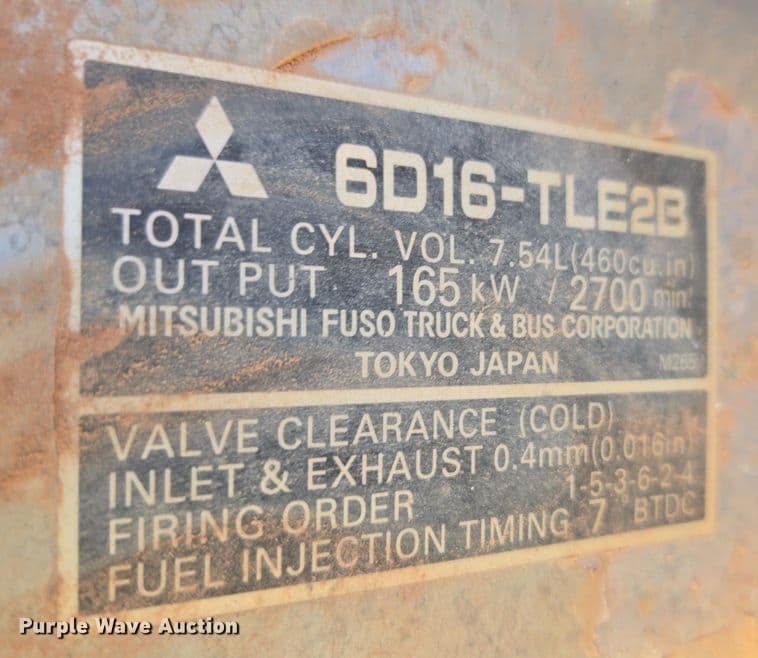 6D16-TLE2B
TOTAL CYL. VOL. 7.54L(460cu.in)
OUT PUT 165 kW / 2700 min⁻¹
MITSUBISHI FUSO TRUCK & BUS CORPORATION
TOKYO JAPAN
VALVE CLEARANCE (COLD)
INLET & EXHAUST 0.4mm(0.016in)
FIRING ORDER 1-5-3-6-2-4
FUEL INJECTION TIMING 7° BTDC
Purple Wave Auction